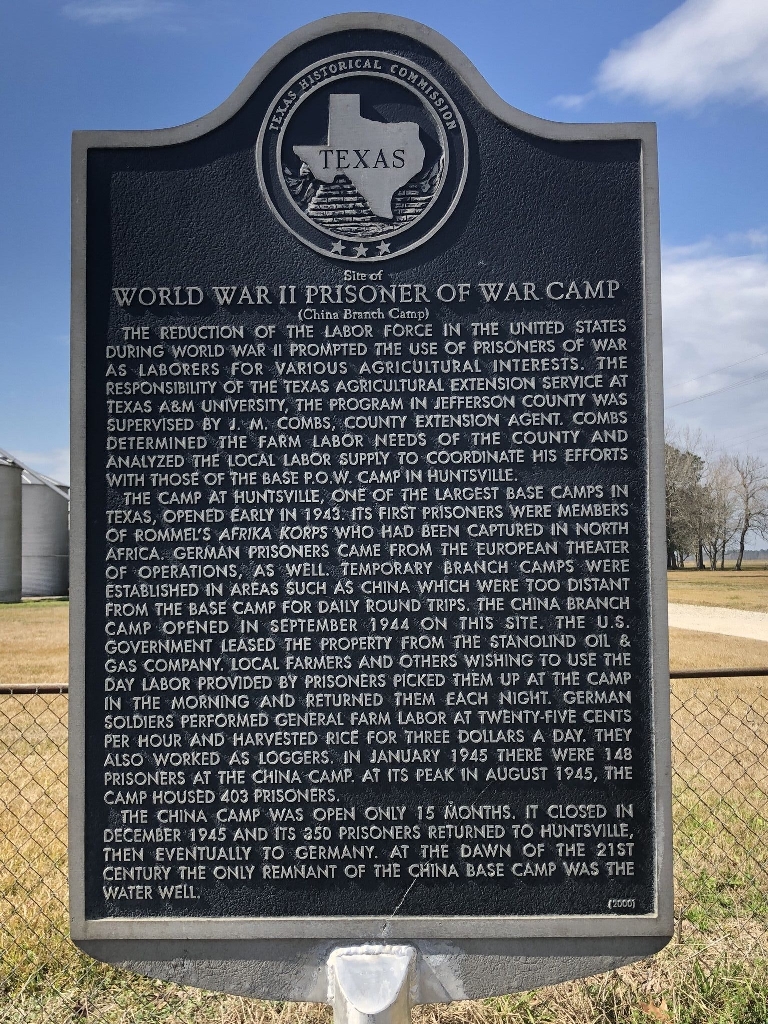 TEXAS HISTORICAL COMMISSION
TEXAS
Site of
WORLD WAR II PRISONER OF WAR CAMP
(China Branch Camp)
THE REDUCTION OF THE LABOR FORCE IN THE UNITED STATES
DURING WORLD WAR II PROMPTED THE USE OF PRISONERS OF WAR
AS LABORERS FOR VARIOUS AGRICULTURAL INTERESTS. THE
RESPONSIBILITY OF THE TEXAS AGRICULTURAL EXTENSION SERVICE AT
TEXAS A&M UNIVERSITY, THE PROGRAM IN JEFFERSON COUNTY WAS
SUPERVISED BY J. M. COMBS, COUNTY EXTENSION AGENT. COMBS
DETERMINED THE FARM LABOR NEEDS OF THE COUNTY AND
ANALYZED THE LOCAL LABOR SUPPLY TO COORDINATE HIS EFFORTS
WITH THOSE OF THE BASE P.O.W. CAMP IN HUNTSVILLE.
THE CAMP AT HUNTSVILLE, ONE OF THE LARGEST BASE CAMPS IN
TEXAS, OPENED EARLY IN 1943. ITS FIRST PRISONERS WERE MEMBERS
OF ROMMEL'S AFRIKA KORPS WHO HAD BEEN CAPTURED IN NORTH
AFRICA. GERMAN PRISONERS CAME FROM THE EUROPEAN THEATER
OF OPERATIONS, AS WELL. TEMPORARY BRANCH CAMPS WERE
ESTABLISHED IN AREAS SUCH AS CHINA WHICH WERE TOO DISTANT
FROM THE BASE CAMP FOR DAILY ROUND TRIPS. THE CHINA BRANCH
CAMP OPENED IN SEPTEMBER 1944 ON THIS SITE. THE U.S.
GOVERNMENT LEASED THE PROPERTY FROM THE STANOLIND OIL &
GAS COMPANY. LOCAL FARMERS AND OTHERS WISHING TO USE THE
DAY LABOR PROVIDED BY PRISONERS PICKED THEM UP AT THE CAMP
IN THE MORNING AND RETURNED THEM EACH NIGHT. GERMAN
SOLDIERS PERFORMED GENERAL FARM LABOR AT TWENTY-FIVE CENTS
PER HOUR AND HARVESTED RICE FOR THREE DOLLARS A DAY. THEY
ALSO WORKED AS LOGGERS. IN JANUARY 1945 THERE WERE 148
PRISONERS AT THE CHINA CAMP. AT ITS PEAK IN AUGUST 1945, THE
CAMP HOUSED 403 PRISONERS.
THE CHINA CAMP WAS OPEN ONLY 15 MONTHS. IT CLOSED IN
DECEMBER 1945 AND ITS 350 PRISONERS RETURNED TO HUNTSVILLE,
THEN EVENTUALLY TO GERMANY. AT THE DAWN OF THE 21ST
CENTURY THE ONLY REMNANT OF THE CHINA BASE CAMP WAS THE
WATER WELL.
(2000)